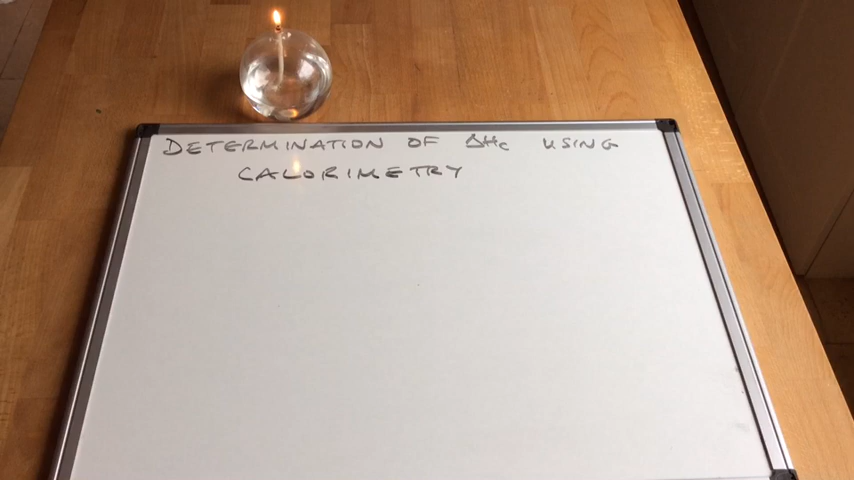 DETERMINATION OF ΔHc USING
CALORIMETRY